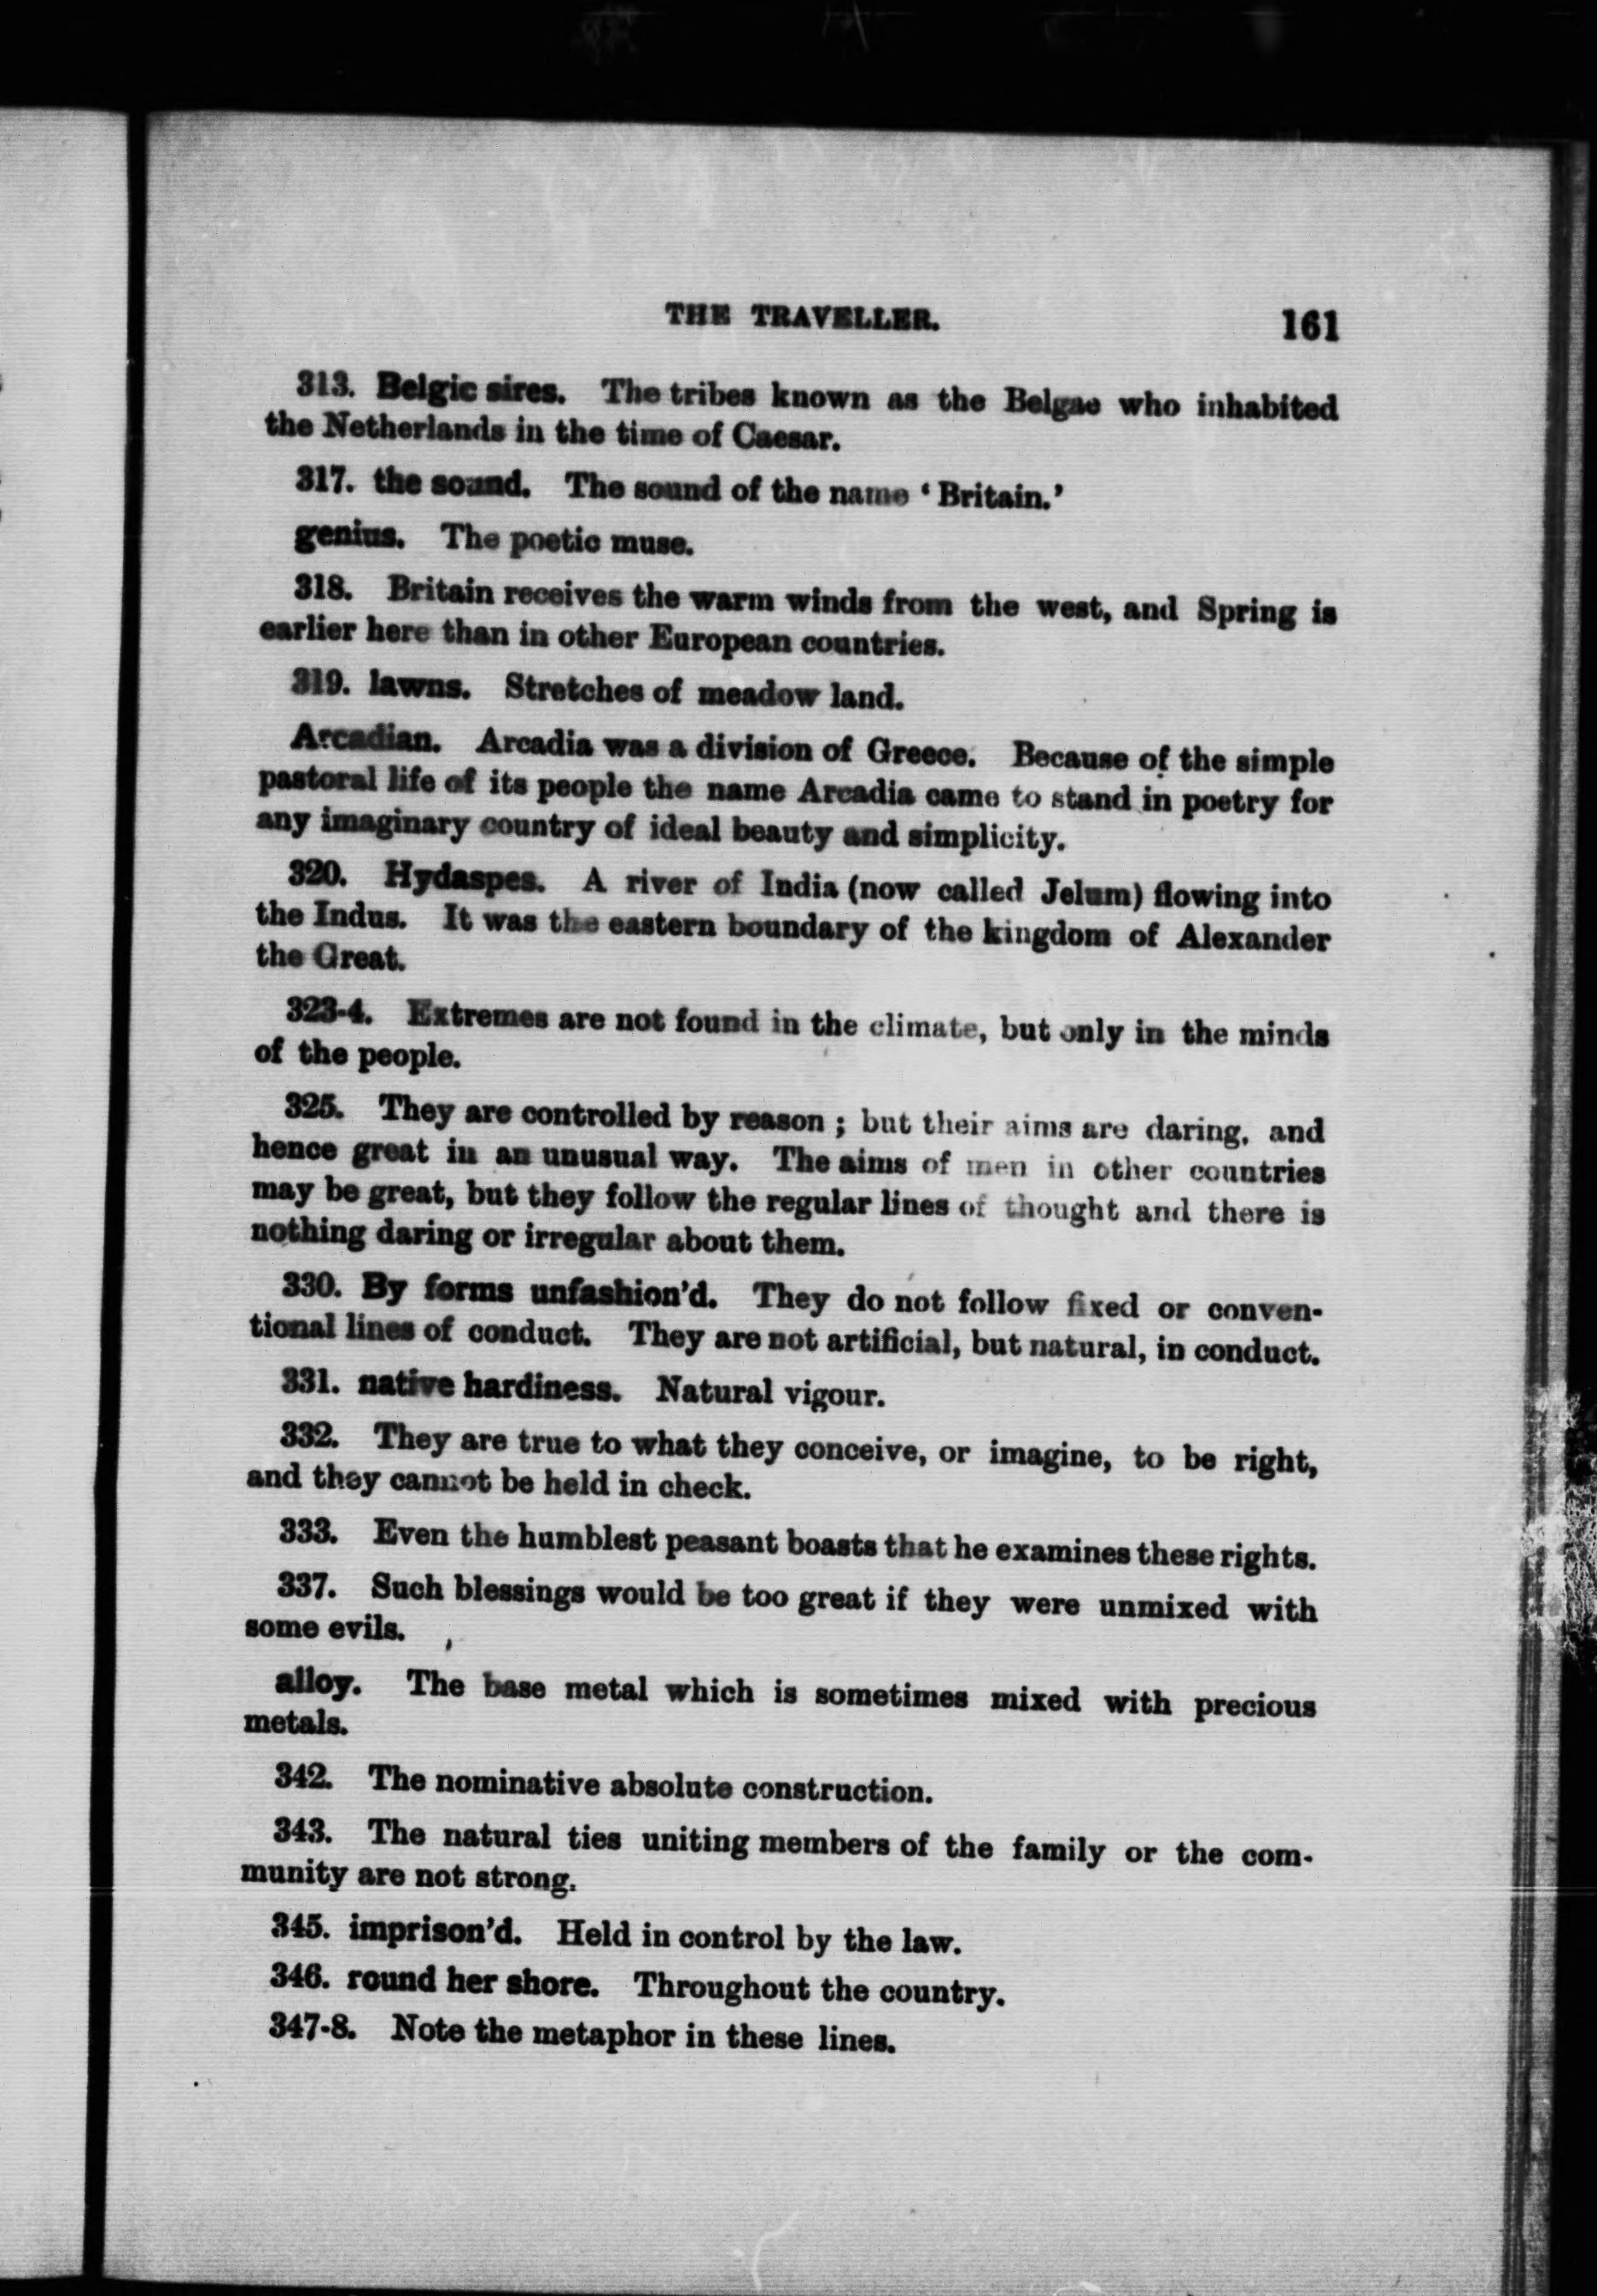 THE TRAVELLER.
161
313. Belgic sires. The tribes known as the Belgae who inhabited
the Netherlands in the time of Caesar.
317. the sound. The sound of the name ‘Britain.’
genius. The poetic muse.
318. Britain receives the warm winds from the west, and Spring is
earlier here than in other European countries.
319. lawns. Stretches of meadow land.
Arcadian. Arcadia was a division of Greece. Because of the simple
pastoral life of its people the name Arcadia came to stand in poetry for
any imaginary country of ideal beauty and simplicity.
320. Hydaspes. A river of India (now called Jelum) flowing into
the Indus. It was the eastern boundary of the kingdom of Alexander
the Great.
323-4. Extremes are not found in the climate, but only in the minds
of the people.
325. They are controlled by reason ; but their aims are daring, and
hence great in an unusual way. The aims of men in other countries
may be great, but they follow the regular lines of thought and there is
nothing daring or irregular about them.
330. By forms unfashion’d. They do not follow fixed or conven-
tional lines of conduct. They are not artificial, but natural, in conduct.
331. native hardiness. Natural vigour.
332. They are true to what they conceive, or imagine, to be right,
and they cannot be held in check.
333. Even the humblest peasant boasts that he examines these rights.
337. Such blessings would be too great if they were unmixed with
some evils.
alloy. The base metal which is sometimes mixed with precious
metals.
342. The nominative absolute construction.
343. The natural ties uniting members of the family or the com-
munity are not strong.
345. imprison’d. Held in control by the law.
346. round her shore. Throughout the country.
347-8. Note the metaphor in these lines.